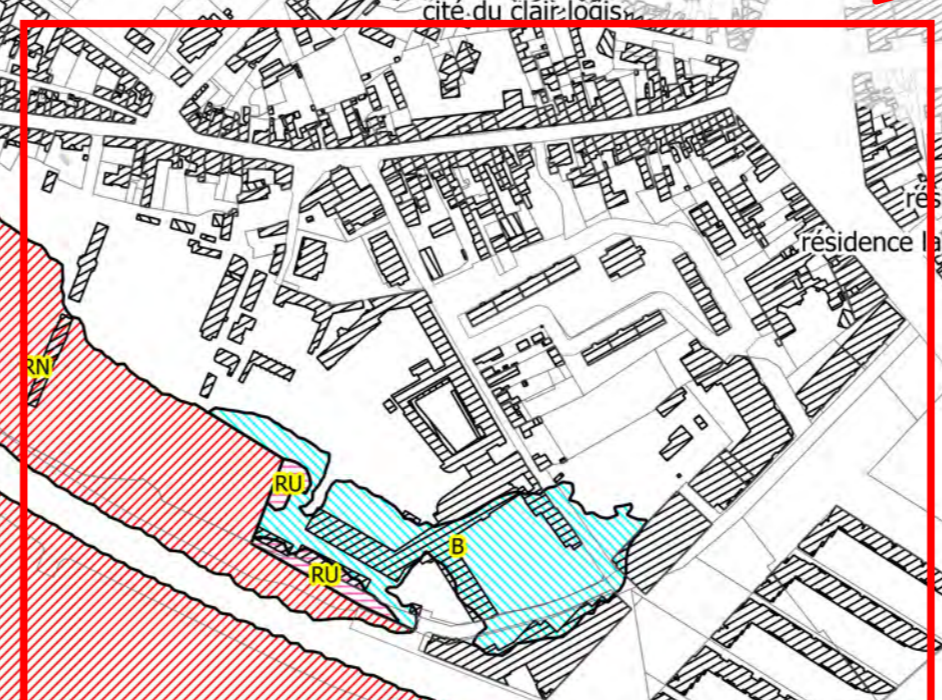 cité du clair logis
rés
résidence la
RN
RU
B
RU